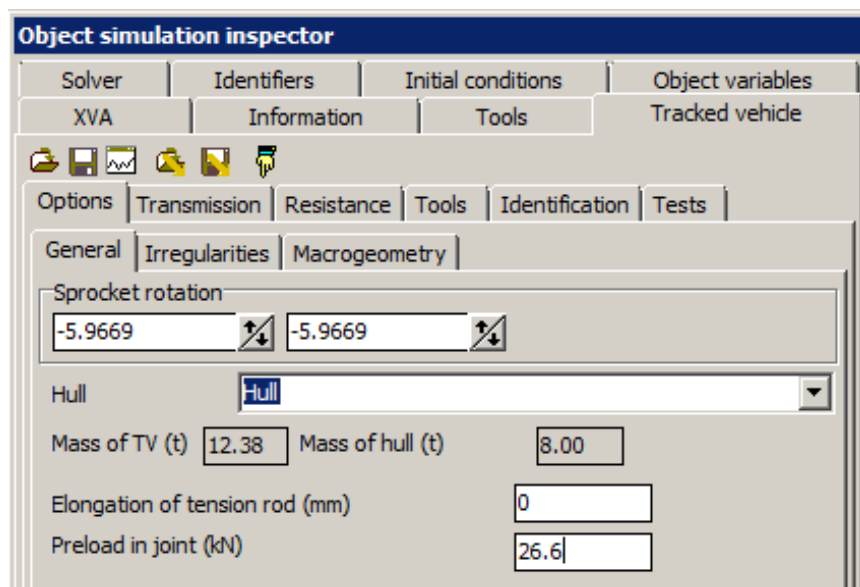 Object simulation inspector
Solver Identifiers Initial conditions Object variables
XVA Information Tools Tracked vehicle
Options Transmission Resistance Tools Identification Tests
General Irregularities Macrogeometry
Sprocket rotation
-5.9669 -5.9669
Hull Hull
Mass of TV (t) 12.38 Mass of hull (t) 8.00
Elongation of tension rod (mm) 0
Preload in joint (kN) 26.6